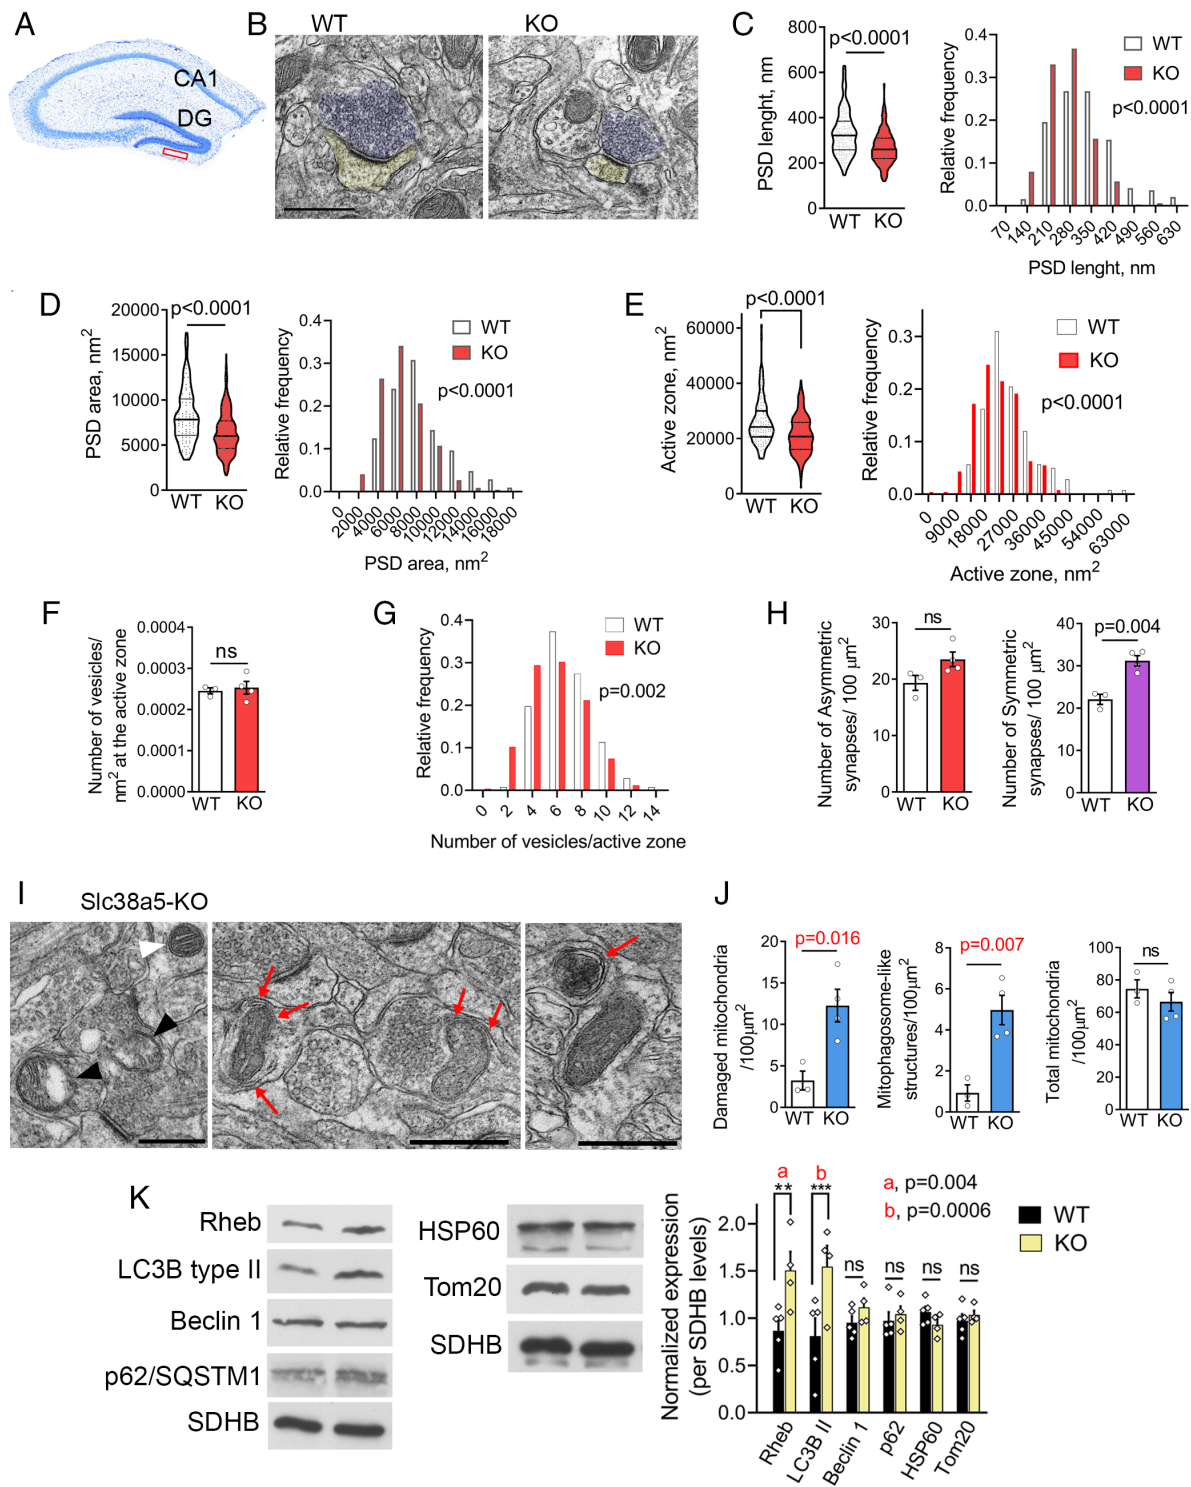 A
CA1
DG
B
WT
KO
C
p<0.0001
PSD lenght, nm
800
600
400
200
0
WT
KO
Relative frequency
0.4
0.3
0.2
0.1
0.0
WT
KO
p<0.0001
70
140
210
280
350
420
490
560
630
PSD lenght, nm
D
p<0.0001
PSD area, nm2
20000
15000
10000
5000
0
WT
KO
Relative frequency
0.4
0.3
0.2
0.1
0.0
WT
KO
p<0.0001
0
2000
4000
6000
8000
10000
12000
14000
16000
18000
PSD area, nm2
E
p<0.0001
Active zone, nm2
60000
40000
20000
0
WT
KO
Relative frequency
0.3
0.2
0.1
0.0
WT
KO
p<0.0001
0
9000
18000
27000
36000
45000
54000
63000
Active zone, nm2
F
Number of vesicles/
nm2 at the active zone
0.0004
0.0003
0.0002
0.0001
0.0000
ns
WT
KO
G
Relative frequency
0.4
0.3
0.2
0.1
0.0
WT
KO
p=0.002
0
2
4
6
8
10
12
14
Number of vesicles/active zone
H
Number of Asymmetric
synapses/ 100 μm2
30
20
10
0
ns
WT
KO
Number of Symmetric
synapses/ 100 μm2
40
30
20
10
0
p=0.004
WT
KO
I
Slc38a5-KO
J
Damaged mitochondria
/100μm2
20
15
10
5
0
p=0.016
WT
KO
Mitophagosome-like
structures/100μm2
8
6
4
2
0
p=0.007
WT
KO
Total mitochondria
/100μm2
100
80
60
40
20
0
ns
WT
KO
K
Rheb
LC3B type II
Beclin 1
p62/SQSTM1
SDHB
HSP60
Tom20
SDHB
Normalized expression
(per SDHB levels)
2.0
1.5
1.0
0.5
0.0
a
**
b
***
ns
ns
ns
ns
a, p=0.004
b, p=0.0006
WT
KO
Rheb
LC3B II
Beclin 1
p62
HSP60
Tom20